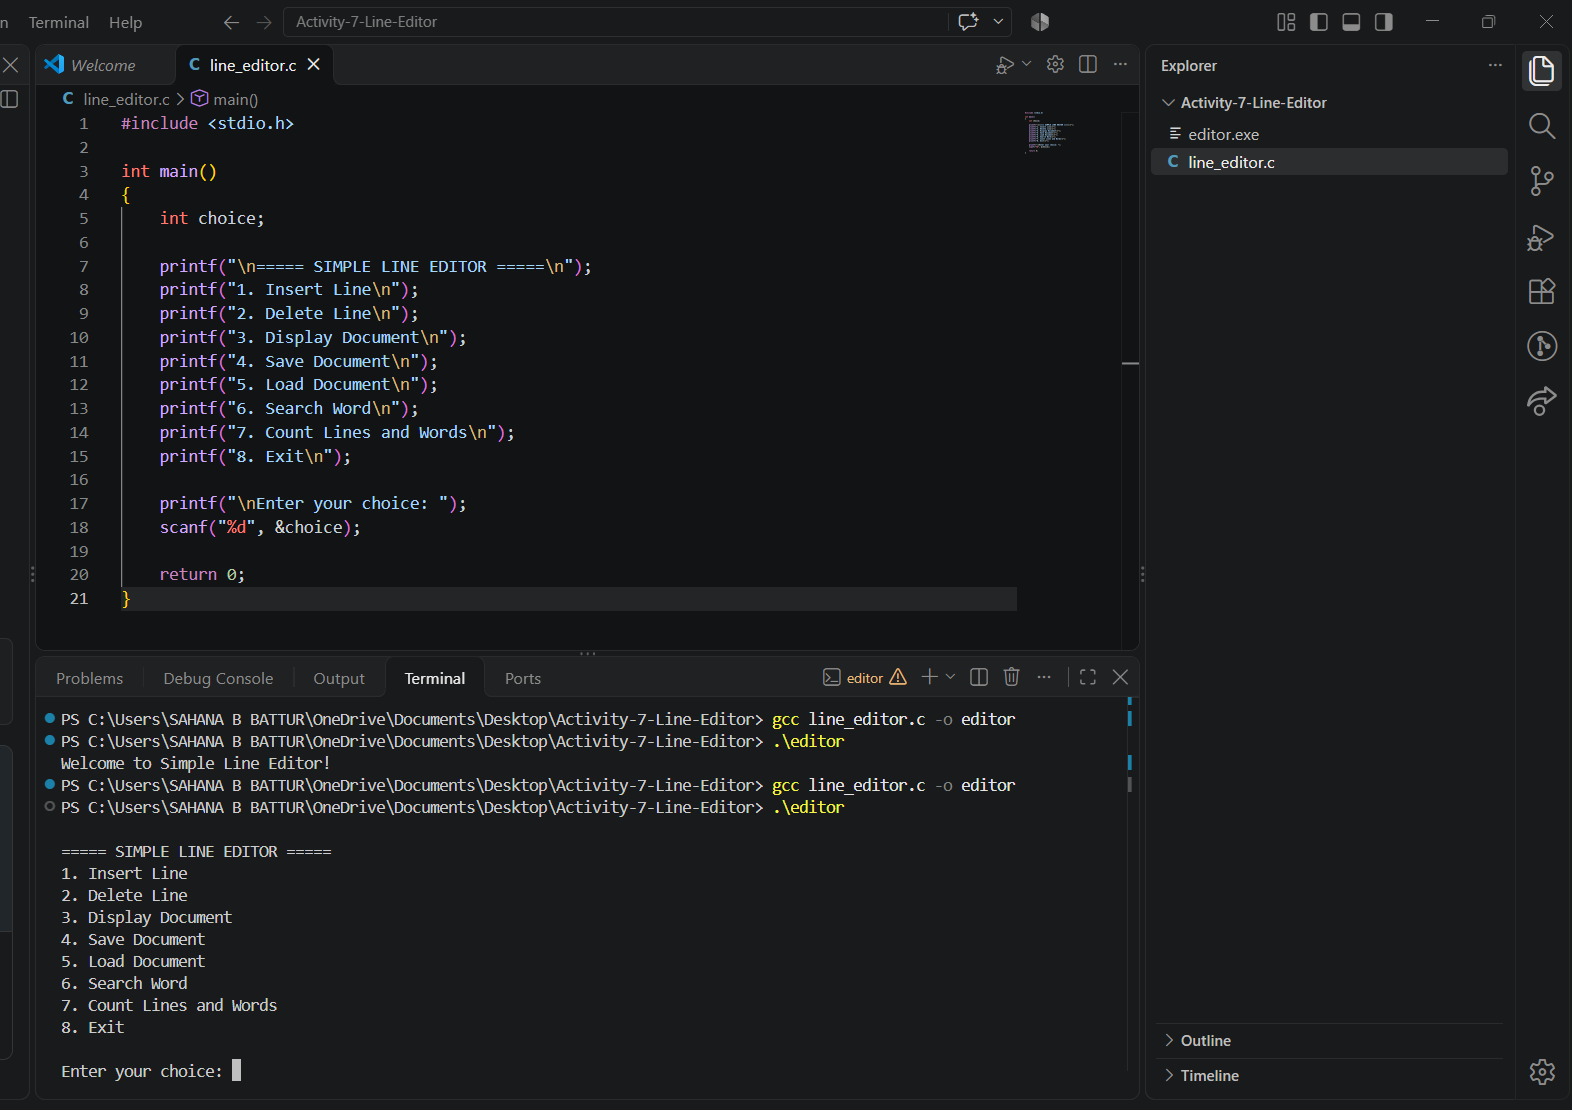 n Terminal Help Activity-7-Line-Editor
Welcome C line_editor.c
C line_editor.c > main()
1 #include <stdio.h>
2
3 int main()
4 {
5 int choice;
6
7 printf("\n===== SIMPLE LINE EDITOR =====\n");
8 printf("1. Insert Line\n");
9 printf("2. Delete Line\n");
10 printf("3. Display Document\n");
11 printf("4. Save Document\n");
12 printf("5. Load Document\n");
13 printf("6. Search Word\n");
14 printf("7. Count Lines and Words\n");
15 printf("8. Exit\n");
16
17 printf("\nEnter your choice: ");
18 scanf("%d", &choice);
19
20 return 0;
21 }
Problems Debug Console Output Terminal Ports editor
PS C:\Users\SAHANA B BATTUR\OneDrive\Documents\Desktop\Activity-7-Line-Editor> gcc line_editor.c -o editor
PS C:\Users\SAHANA B BATTUR\OneDrive\Documents\Desktop\Activity-7-Line-Editor> .\editor
Welcome to Simple Line Editor!
PS C:\Users\SAHANA B BATTUR\OneDrive\Documents\Desktop\Activity-7-Line-Editor> gcc line_editor.c -o editor
PS C:\Users\SAHANA B BATTUR\OneDrive\Documents\Desktop\Activity-7-Line-Editor> .\editor
===== SIMPLE LINE EDITOR =====
1. Insert Line
2. Delete Line
3. Display Document
4. Save Document
5. Load Document
6. Search Word
7. Count Lines and Words
8. Exit
Enter your choice:
Explorer
Activity-7-Line-Editor
editor.exe
C line_editor.c
Outline
Timeline